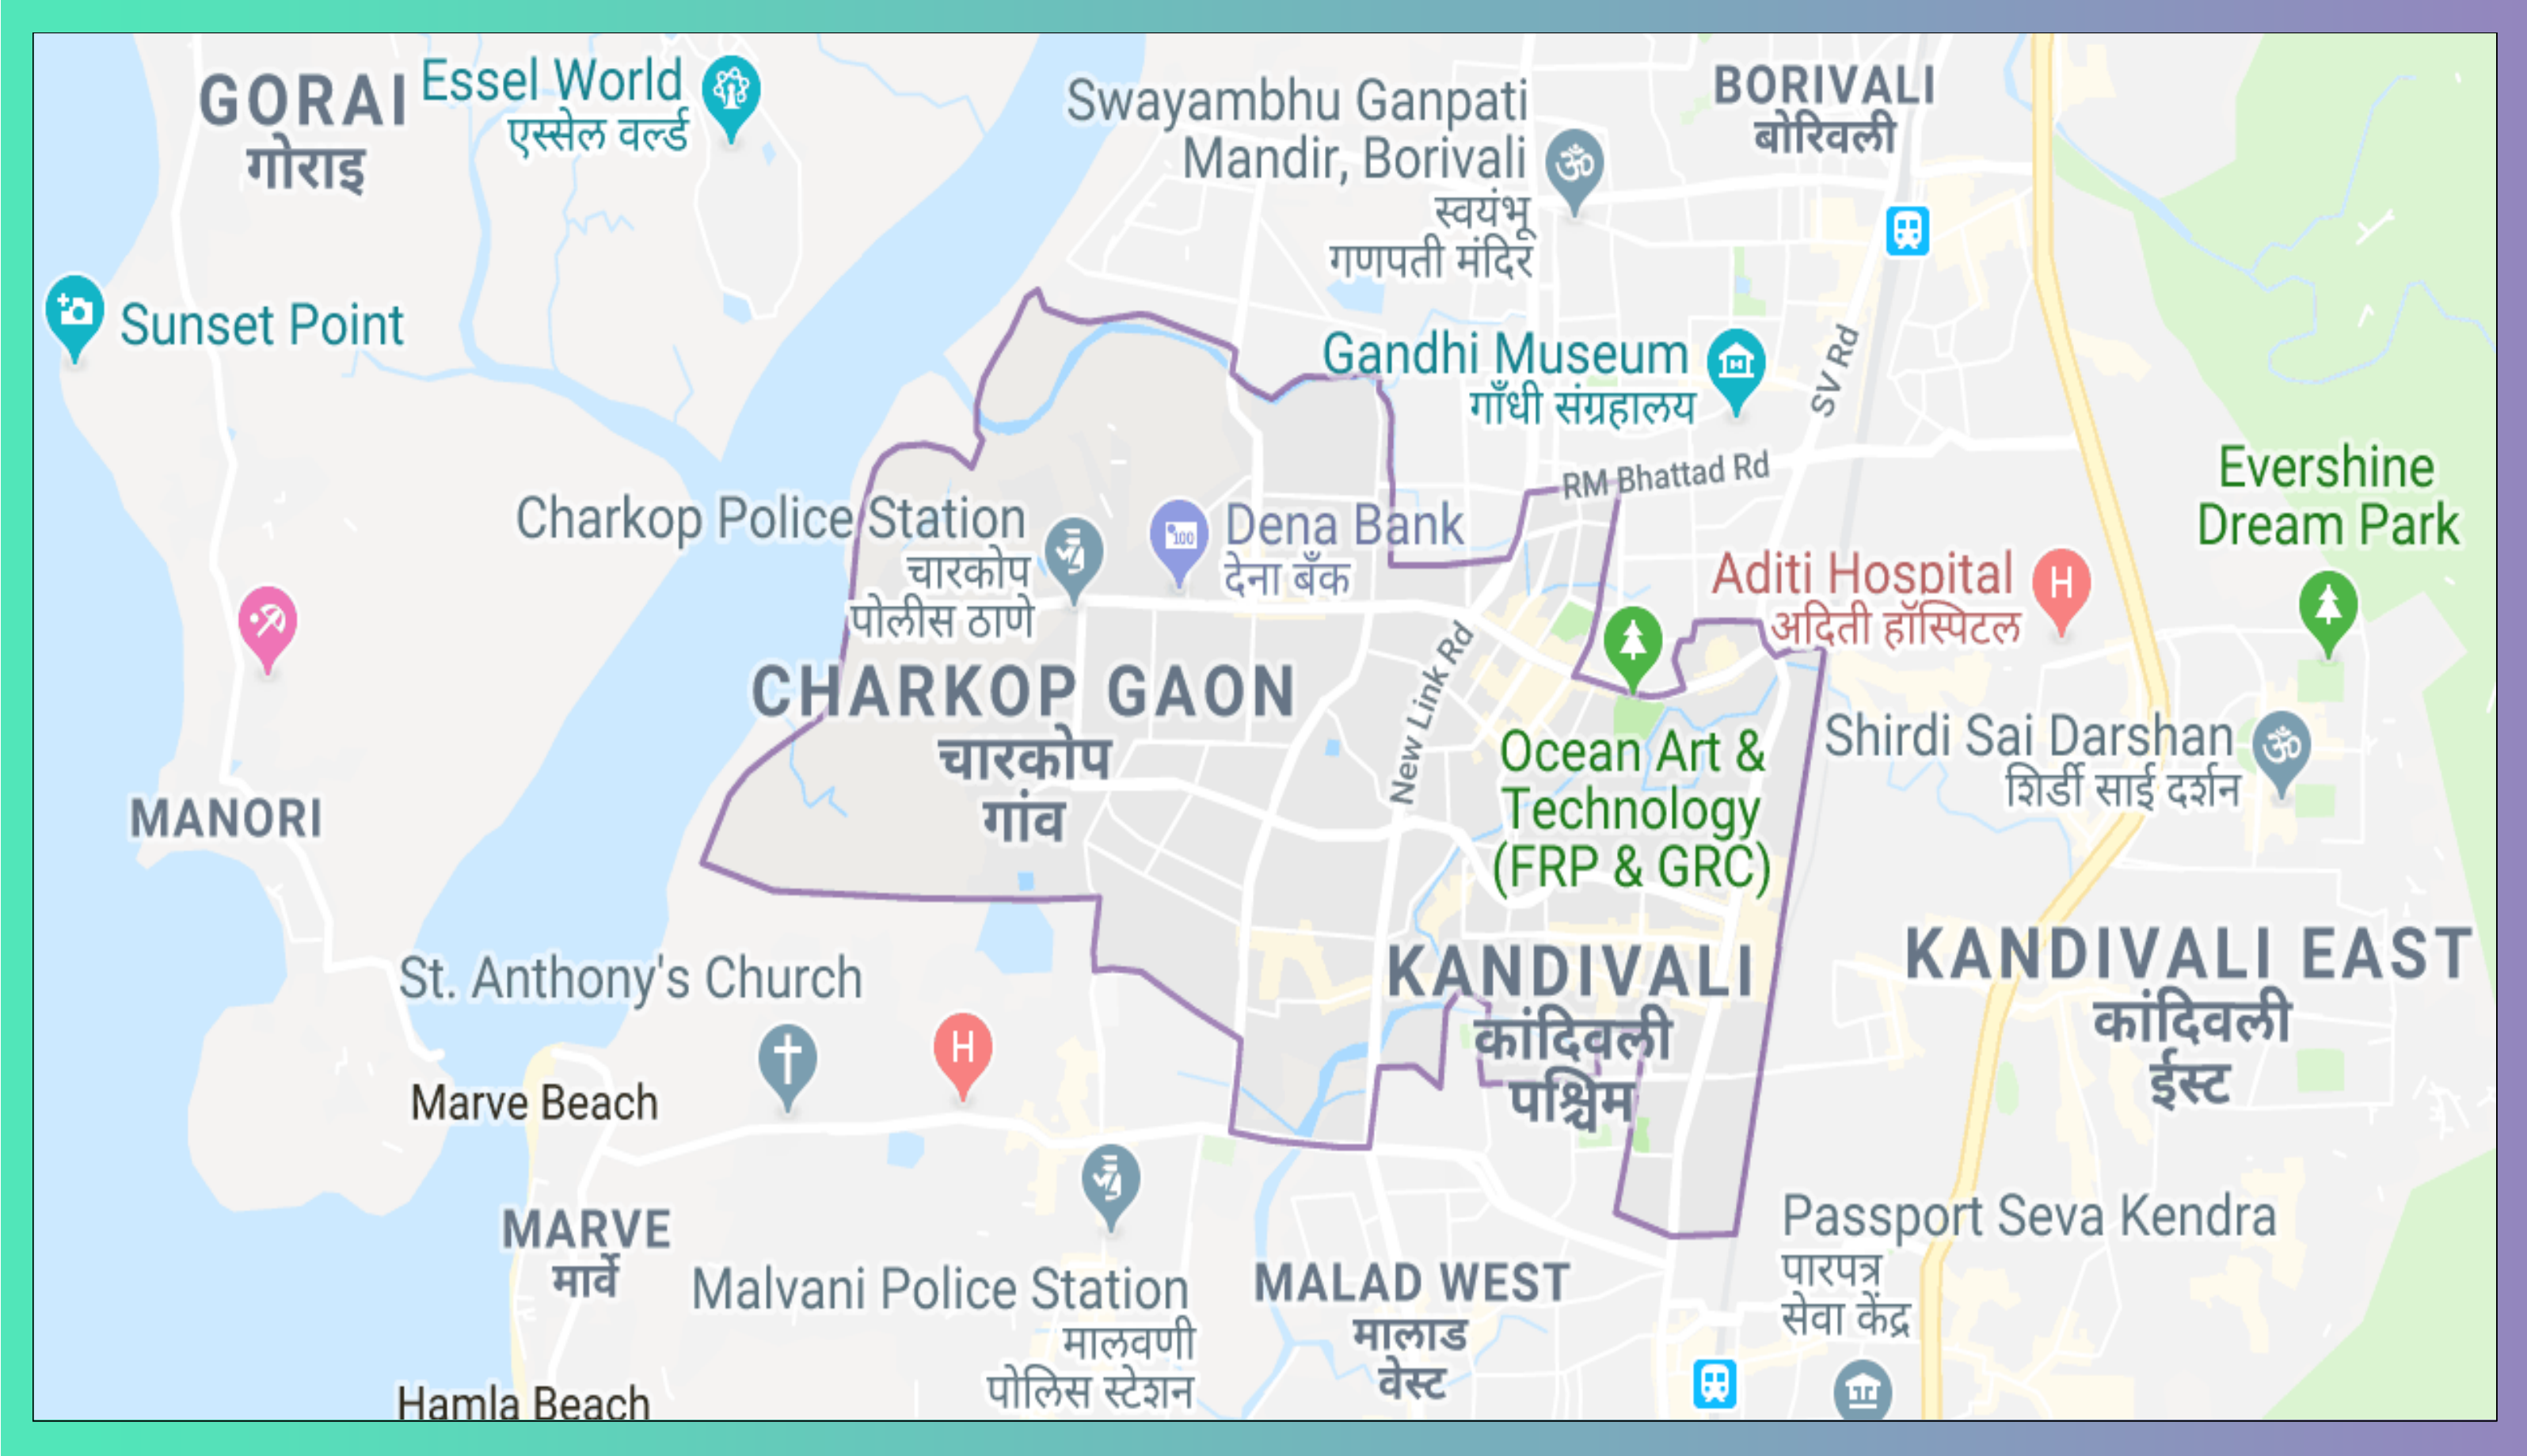 GORAI
गोराइ
Essel World
एस्सेल वर्ल्ड
Swayambhu Ganpati
Mandir, Borivali
स्वयंभू
गणपती मंदिर
BORIVALI
बोरिवली
Sunset Point
Gandhi Museum
गाँधी संग्रहालय
SV Rd
RM Bhattad Rd
Evershine
Dream Park
Charkop Police Station
चारकोप
पोलीस ठाणे
100
Dena Bank
देना बँक
Aditi Hospital
अदिती हॉस्पिटल
H
CHARKOP GAON
चारकोप
गांव
New Link Rd
Ocean Art &
Technology
(FRP & GRC)
Shirdi Sai Darshan
शिर्डी साई दर्शन
ॐ
ॐ
MANORI
St. Anthony's Church
H
KANDIVALI
कांदिवली
पश्चिम
KANDIVALI EAST
कांदिवली
ईस्ट
Marve Beach
MARVE
मार्वे
Malvani Police Station
मालवणी
पोलिस स्टेशन
MALAD WEST
मालाड
वेस्ट
Passport Seva Kendra
पारपत्र
सेवा केंद्र
Hamla Beach